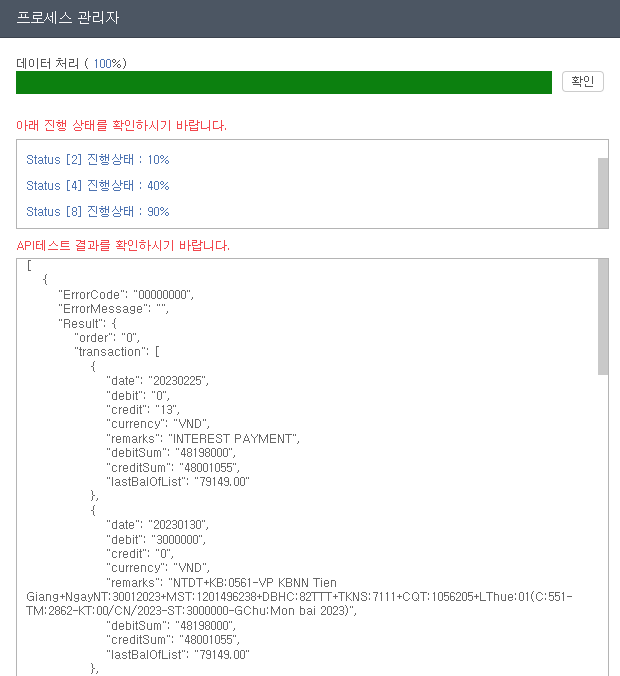 프로세스 관리자
데이터 처리 ( 100%)
확인
아래 진행 상태를 확인하시기 바랍니다.
Status [2] 진행상태 : 10%
Status [4] 진행상태 : 40%
Status [8] 진행상태 : 90%
API테스트 결과를 확인하시기 바랍니다.
[
{
"ErrorCode": "00000000",
"ErrorMessage": "",
"Result": {
"order": "0",
"transaction": [
{
"date": "20230225",
"debit": "0",
"credit": "13",
"currency": "VND",
"remarks": "INTEREST PAYMENT",
"debitSum": "48198000",
"creditSum": "48001055",
"lastBalOfList": "79149.00"
},
{
"date": "20230130",
"debit": "3000000",
"credit": "0",
"currency": "VND",
"remarks": "NTDT+KB:0561-VP KBNN Tien
Giang+NgayNT:30012023+MST:1201496238+DBHC:82TTT+TKNS:7111+CQT:1056205+LThue:01(C:551-
TM:2862-KT:00/CN/2023-ST:3000000-GChu:Mon bai 2023)",
"debitSum": "48198000",
"creditSum": "48001055",
"lastBalOfList": "79149.00"
},